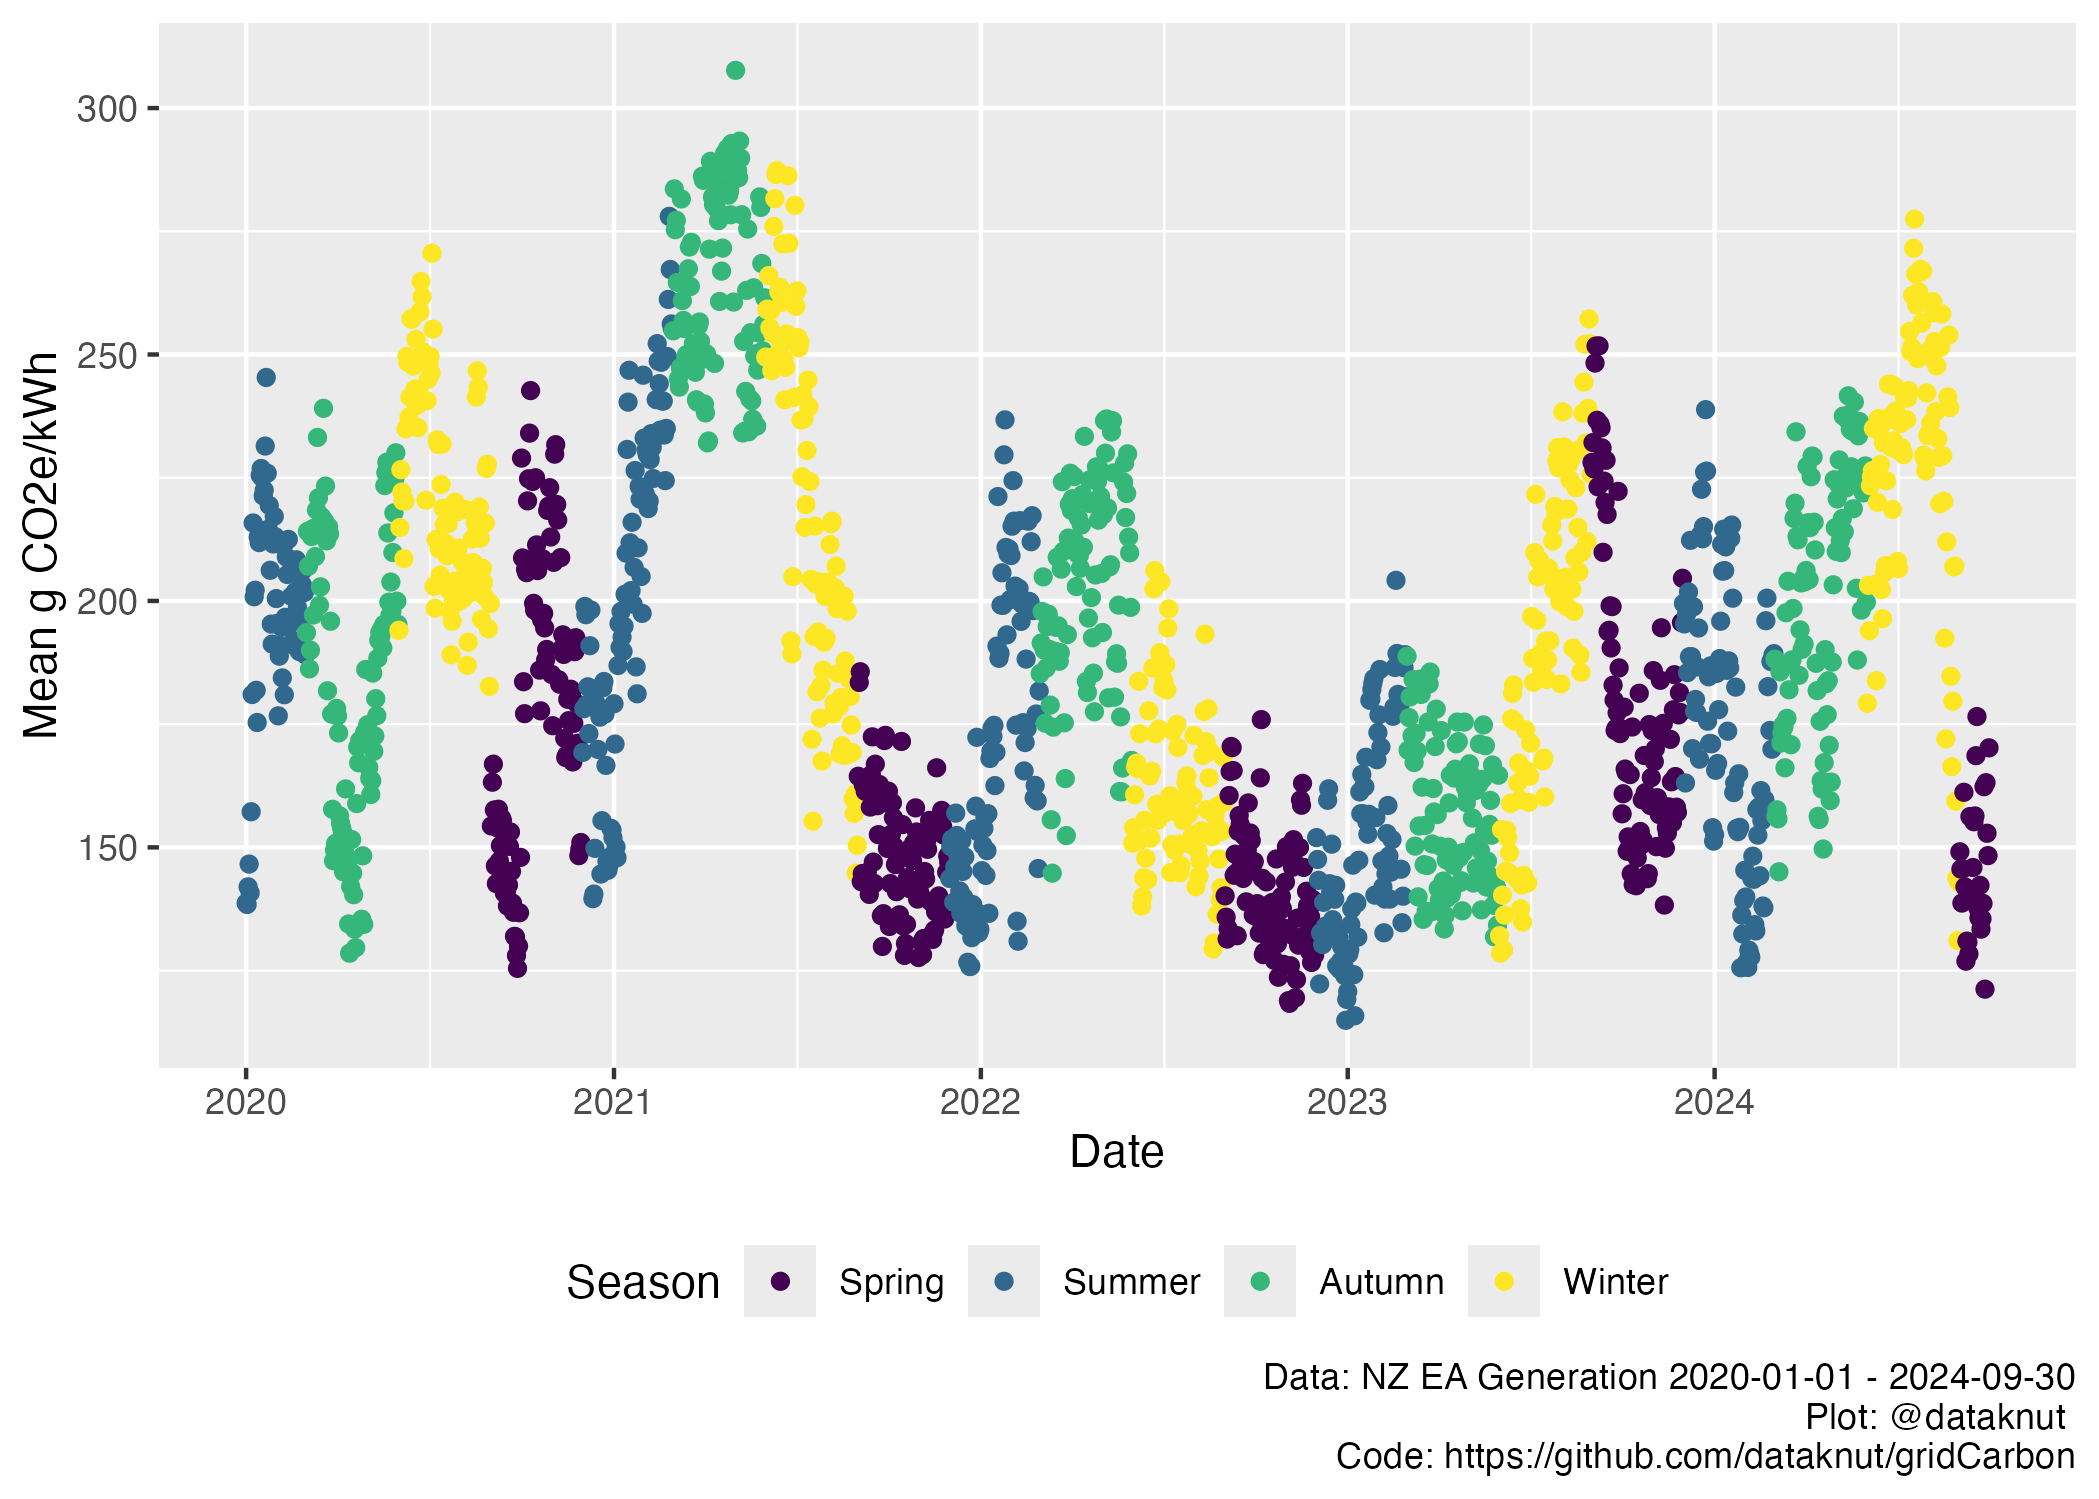 Mean g CO2e/kWh
300
250
200
150
2020 2021 2022 2023 2024
Date
Season Spring Summer Autumn Winter
Data: NZ EA Generation 2020-01-01 - 2024-09-30
Plot: @dataknut
Code: https://github.com/dataknut/gridCarbon